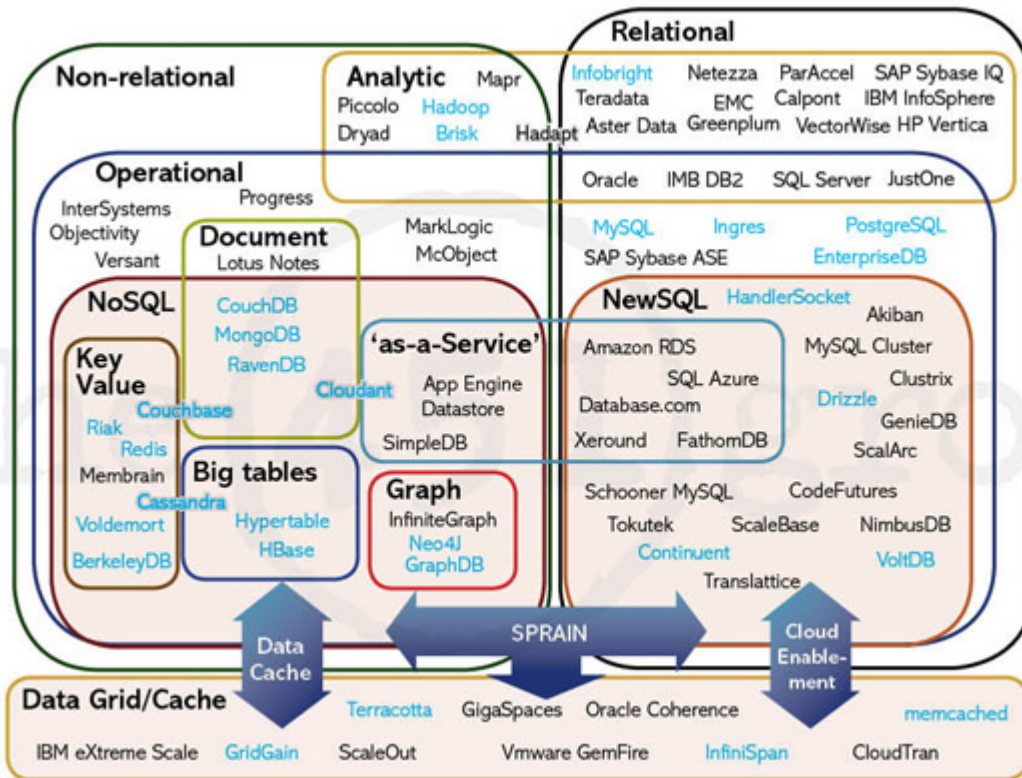 Relational
Non-relational
Analytic
Mapr
Piccolo
Hadoop
Dryad
Brisk
Hadapt
Infobright
Netezza
ParAccel
SAP Sybase IQ
Teradata
EMC
Calpont
IBM InfoSphere
Aster Data
Greenplum
VectorWise
HP Vertica
Operational
Oracle
IMB DB2
SQL Server
JustOne
InterSystems
Progress
Objectivity
Versant
Document
Lotus Notes
MarkLogic
McObject
MySQL
Ingres
PostgreSQL
SAP Sybase ASE
EnterpriseDB
NoSQL
CouchDB
MongoDB
RavenDB
Cloudant
Key
Value
Couchbase
Riak
Redis
Membrain
Cassandra
Voldemort
BerkeleyDB
Big tables
Hypertable
HBase
'as-a-Service'
App Engine
Datastore
SimpleDB
Graph
InfiniteGraph
Neo4J
GraphDB
NewSQL
HandlerSocket
Akiban
Amazon RDS
MySQL Cluster
SQL Azure
Clustrix
Database.com
Drizzle
GenieDB
Xeround
FathomDB
ScalArc
Schooner MySQL
CodeFutures
Tokutek
ScaleBase
NimbusDB
Continuent
VoltDB
Translattice
Data
Cache
SPRAIN
Cloud
Enable-
ment
Data Grid/Cache
Terracotta
GigaSpaces
Oracle Coherence
memcached
IBM eXtreme Scale
GridGain
ScaleOut
Vmware GemFire
InfiniSpan
CloudTran